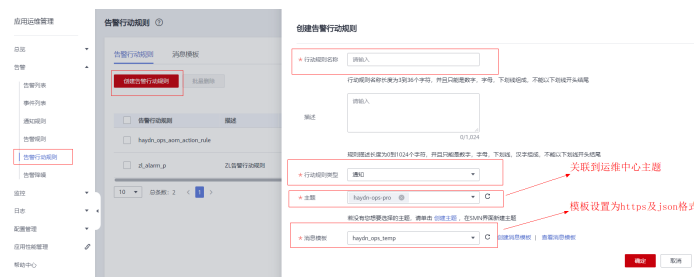 应用运维管理
总览
告警
告警列表
事件列表
通知规则
告警规则
告警行动规则
告警降噪
监控
日志
配置管理
应用性能管理
帮助中心
告警行动规则
告警行动规则 消息模板
创建告警行动规则 批量删除
告警行动规则 描述
haydn_ops_aom_action_rule
zl_alarm_p ZL告警行动规则
10 总条数: 2 < 1 >
创建告警行动规则
* 行动规则名称 请输入
行动规则名称长度为3到36个字符，并且只能是数字、字母、下划线组成，不能以下划线开头结尾
描述 请输入
0/1,024
规则描述长度为0到1024个字符，并且只能是数字、字母、下划线、汉字组成，不能以下划线开头结尾
* 行动规则类型 通知
关联到运维中心主题
* 主题 haydn-ops-pro
若没有您想要选择的主题，请单击 创建主题 ，在SMN界面新建主题
模板设置为https及json格式
* 消息模板 haydn_ops_temp 创建消息模板 | 查看消息模板
确定 取消